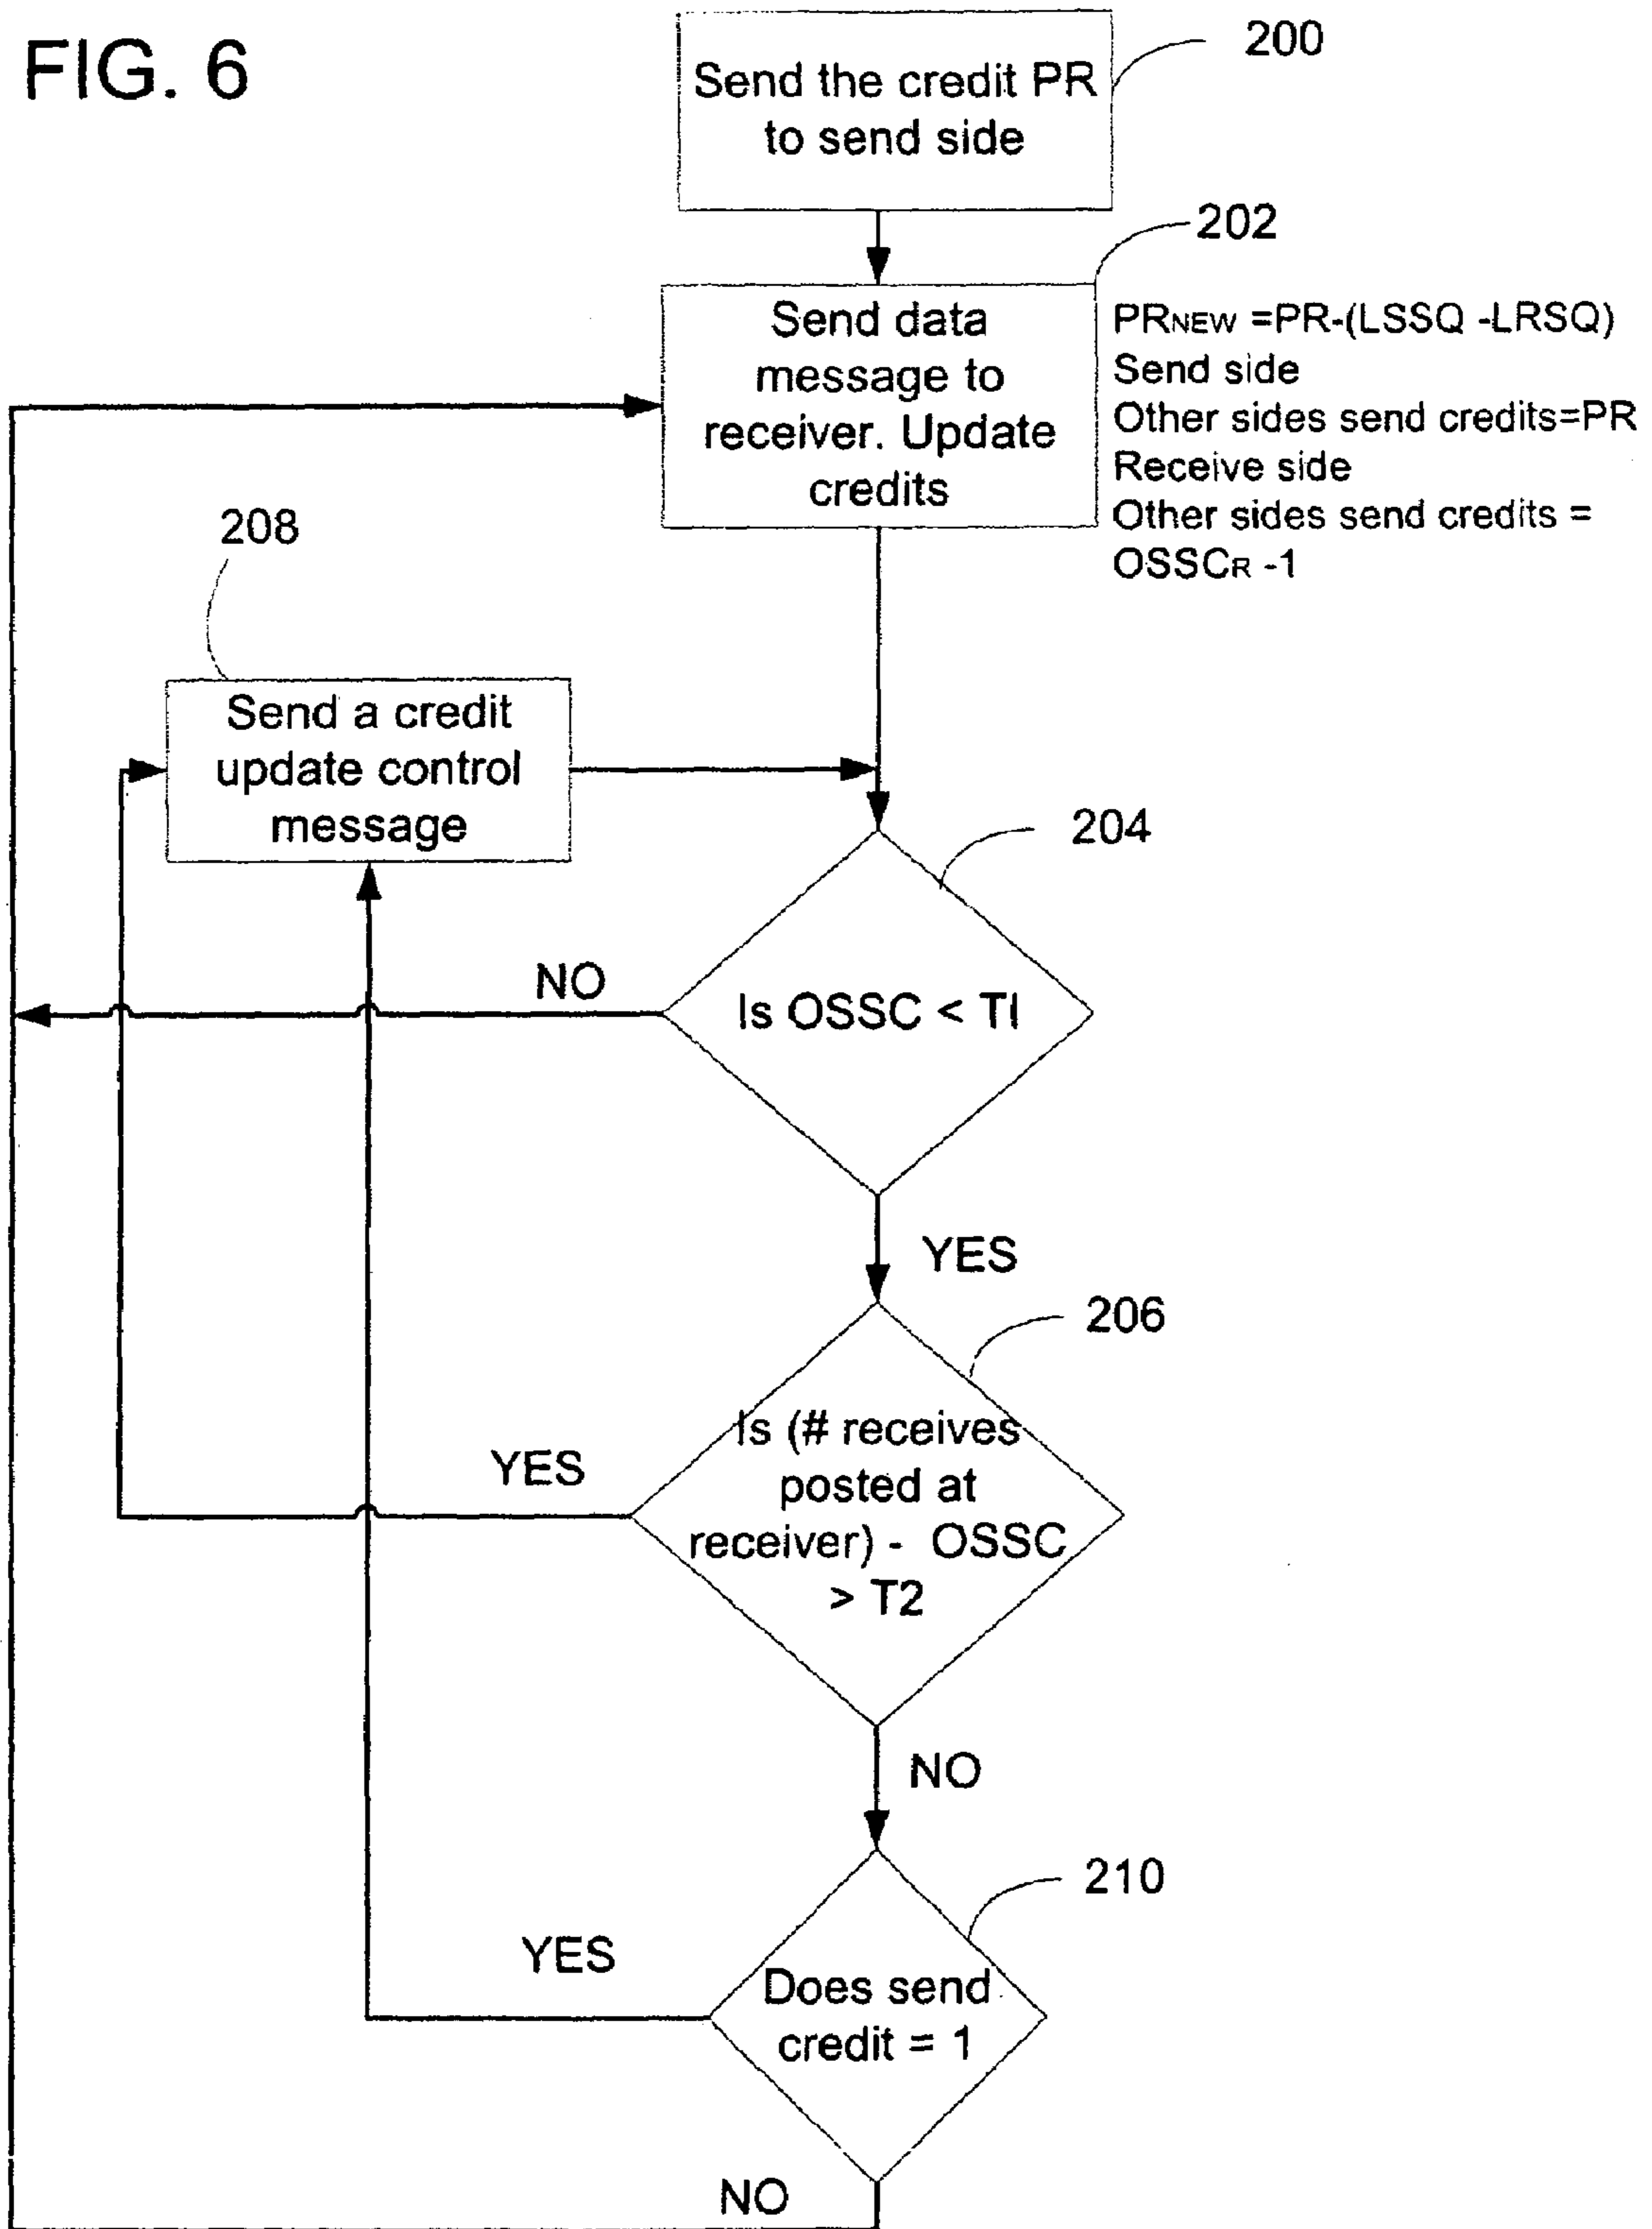 FIG. 6
200
Send the credit PR
to send side
202
Send data
message to
receiver. Update
credits
PRNEW =PR-(LSSQ -LRSQ)
Send side
Other sides send credits=PR
Receive side
Other sides send credits =
OSSCR -1
208
Send a credit
update control
message
204
NO
Is OSSC < TI
YES
206
Is (# receives
posted at
receiver) - OSSC
> T2
YES
NO
210
YES
Does send
credit = 1
NO